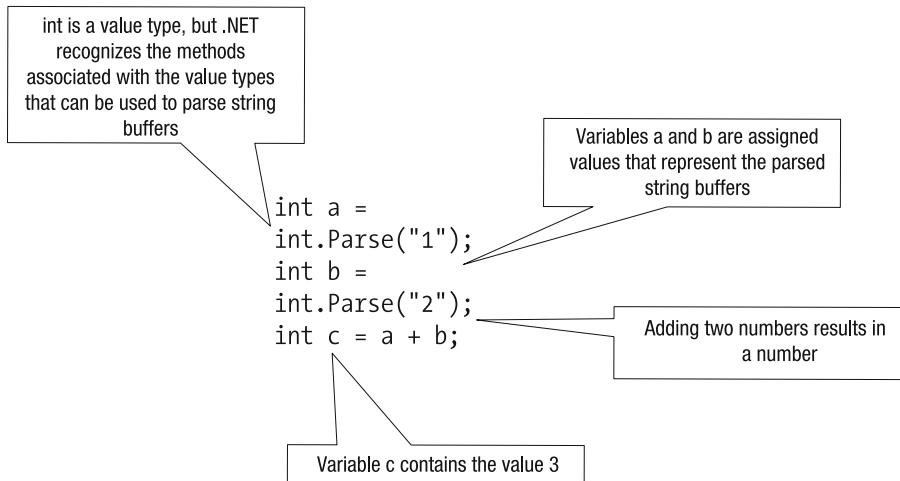 int is a value type, but .NET
recognizes the methods
associated with the value types
that can be used to parse string
buffers
Variables a and b are assigned
values that represent the parsed
string buffers
int a =
int.Parse("1");
int b =
int.Parse("2");
int c = a + b;
Adding two numbers results in
a number
Variable c contains the value 3